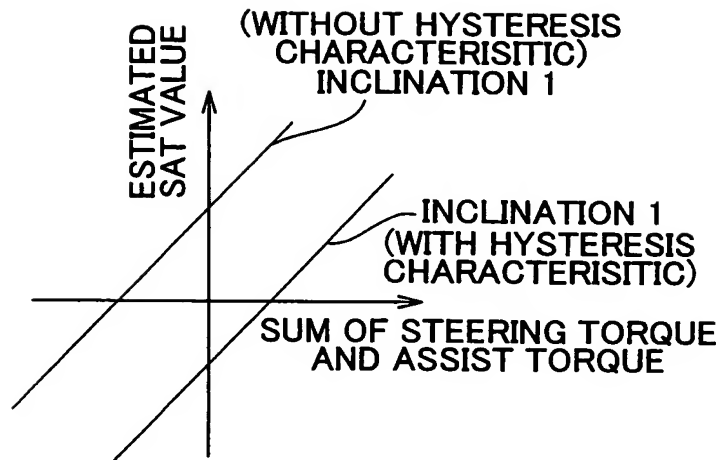 (WITHOUT HYSTERESIS
CHARACTERISITIC)
INCLINATION 1
ESTIMATED
SAT VALUE
INCLINATION 1
(WITH HYSTERESIS
CHARACTERISITIC)
SUM OF STEERING TORQUE
AND ASSIST TORQUE